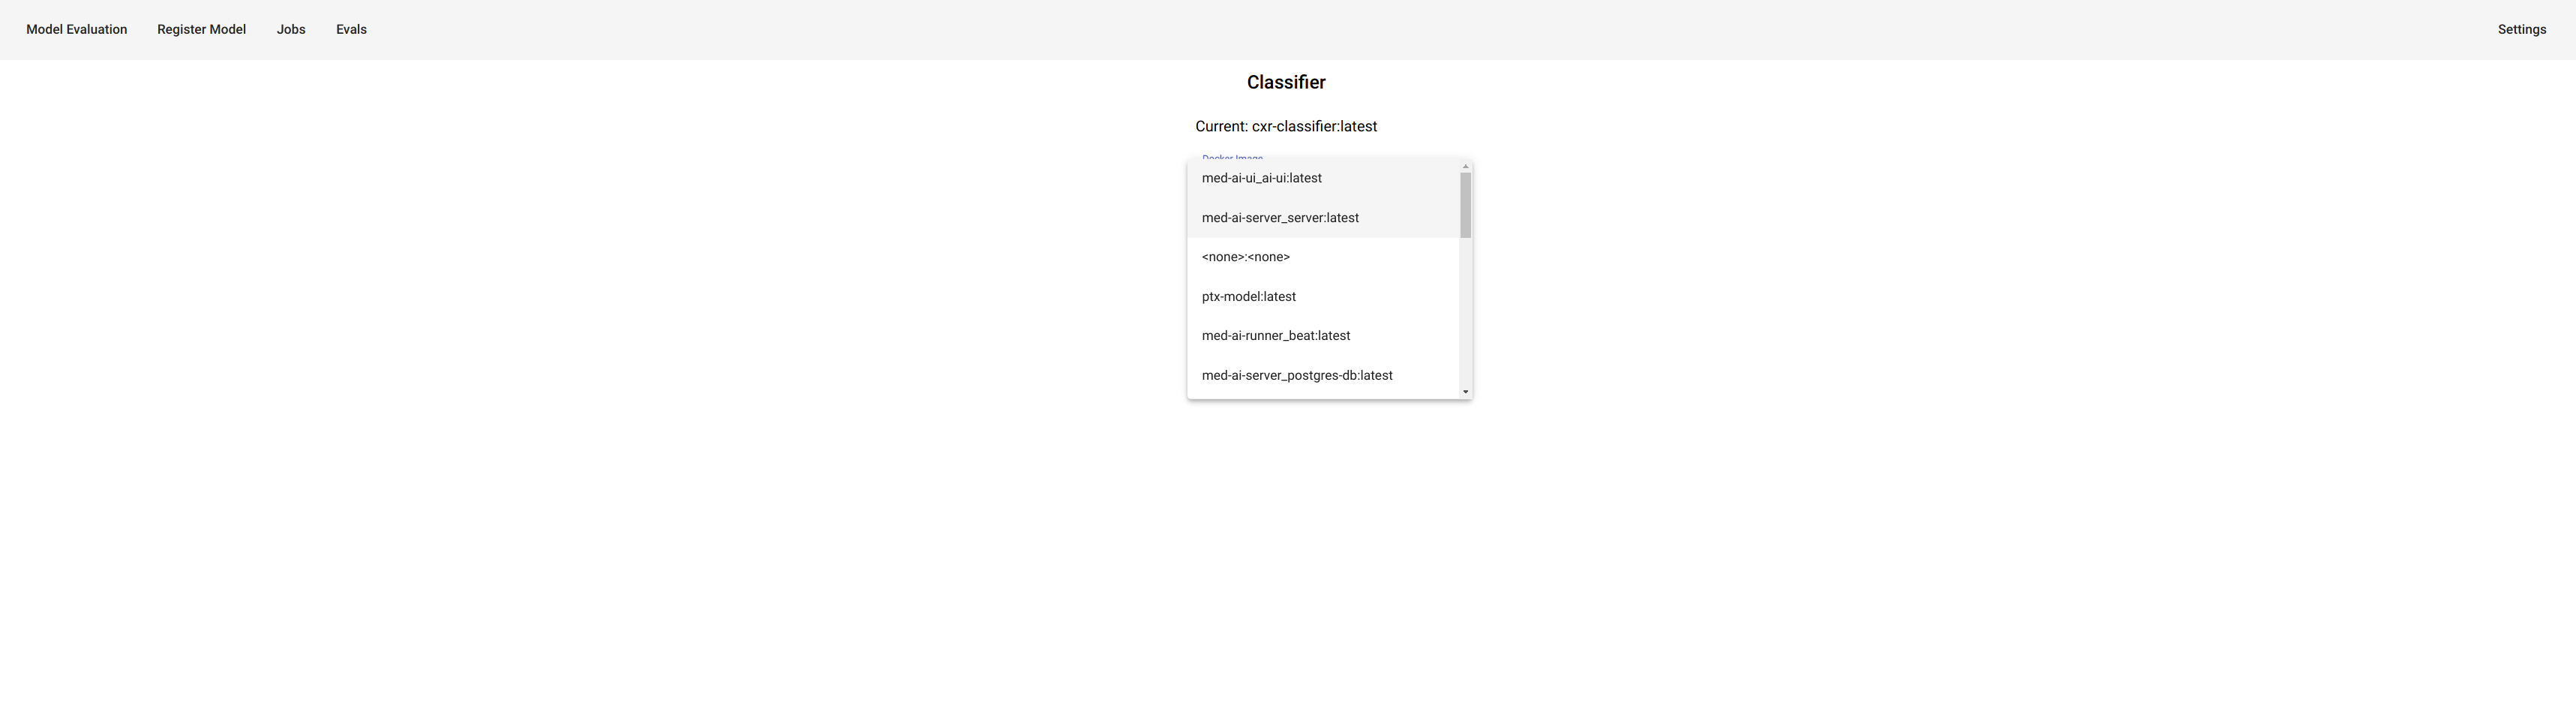 Model Evaluation Register Model Jobs Evals Settings
Classifier
Current: cxr-classifier:latest
Docker Image
med-ai-ui_ai-ui:latest
med-ai-server_server:latest
<none>:<none>
ptx-model:latest
med-ai-runner_beat:latest
med-ai-server_postgres-db:latest